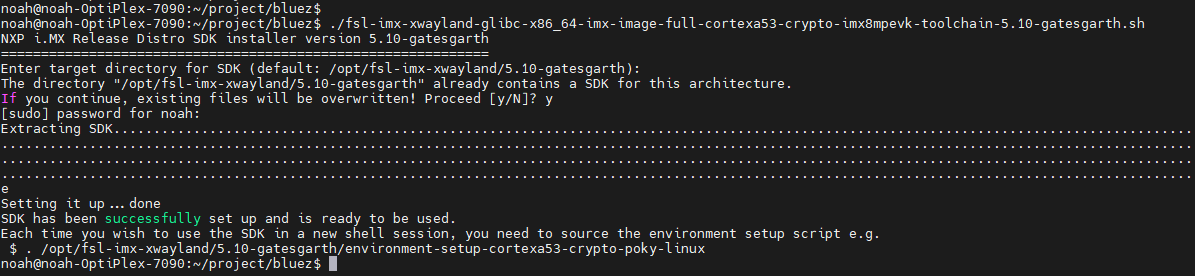 noah@noah-OptiPlex-7090:~/project/bluez$
noah@noah-OptiPlex-7090:~/project/bluez$ ./fsl-imx-xwayland-glibc-x86_64-imx-image-full-cortexa53-crypto-imx8mpevk-toolchain-5.10-gatesgarth.sh
NXP i.MX Release Distro SDK installer version 5.10-gatesgarth
=============================================================
Enter target directory for SDK (default: /opt/fsl-imx-xwayland/5.10-gatesgarth):
The directory "/opt/fsl-imx-xwayland/5.10-gatesgarth" already contains a SDK for this architecture.
If you continue, existing files will be overwritten! Proceed [y/N]? y
[sudo] password for noah:
Extracting SDK.......................................................................................................................................
.....................................................................................................................................................
.....................................................................................................................................................
.....................................................................................................................................................
e
Setting it up...done
SDK has been successfully set up and is ready to be used.
Each time you wish to use the SDK in a new shell session, you need to source the environment setup script e.g.
 $ . /opt/fsl-imx-xwayland/5.10-gatesgarth/environment-setup-cortexa53-crypto-poky-linux
noah@noah-OptiPlex-7090:~/project/bluez$